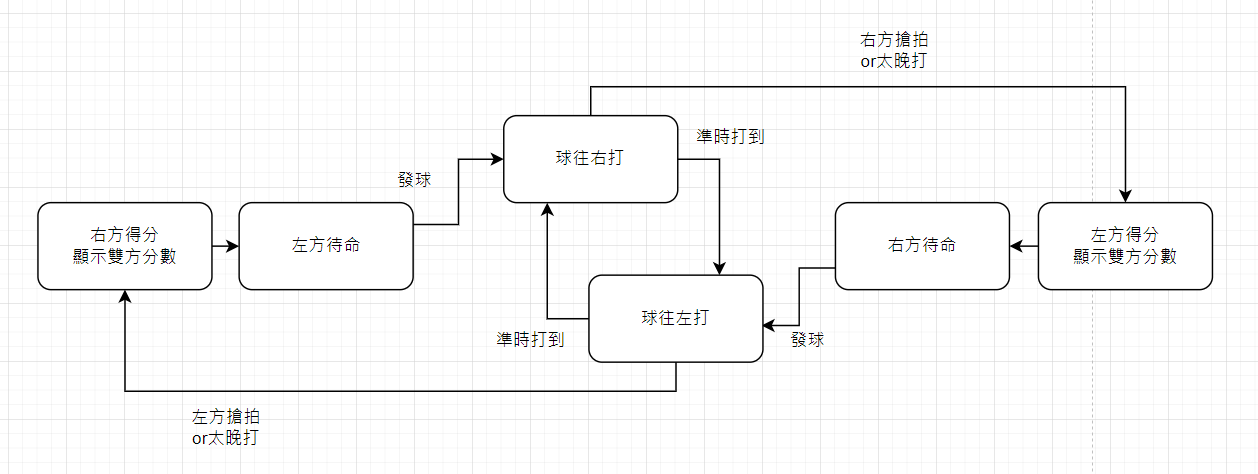 右方搶拍
or太晚打
球往右打
準時打到
發球
右方得分
顯示雙方分數
左方待命
右方待命
左方得分
顯示雙方分數
球往左打
準時打到
發球
左方搶拍
or太晚打